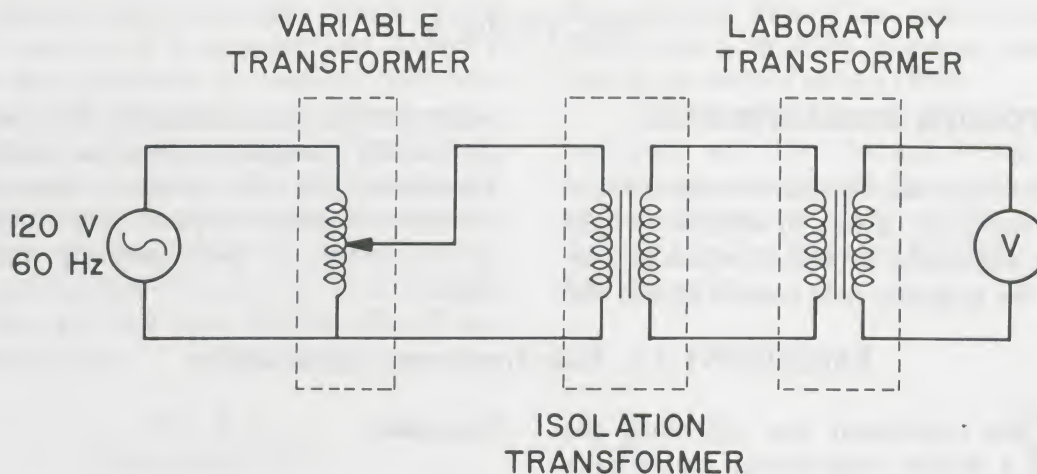 VARIABLE
TRANSFORMER
LABORATORY
TRANSFORMER
120 V
60 Hz
V
ISOLATION
TRANSFORMER